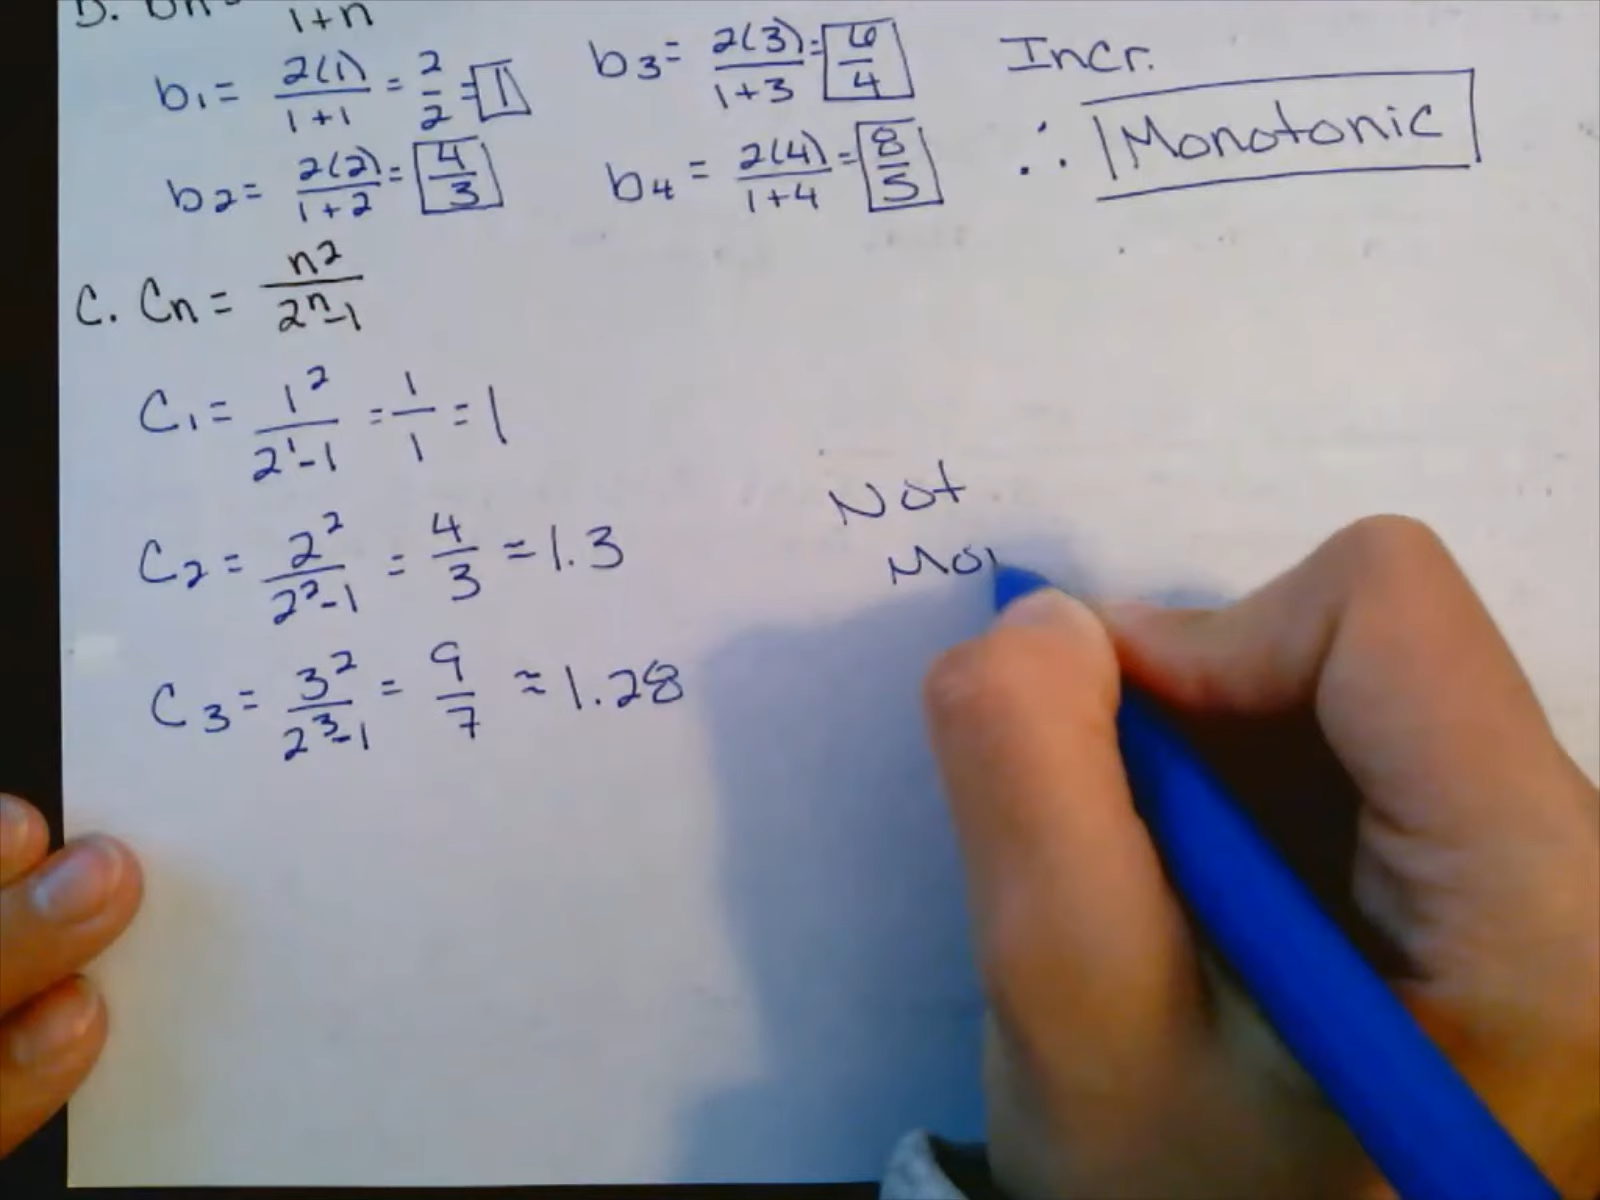 1+n
b1 = 2(1)/1+1 = 2/2 = 1
b2 = 2(2)/1+2 = 4/3
b3 = 2(3)/1+3 = 6/4
b4 = 2(4)/1+4 = 8/5
Incr.
∴ Monotonic
C. Cn = n²/2ⁿ-1
C1 = 1²/2¹-1 = 1/1 = 1
C2 = 2²/2²-1 = 4/3 ≈ 1.3
C3 = 3²/2³-1 = 9/7 ≈ 1.28
Not
Mon